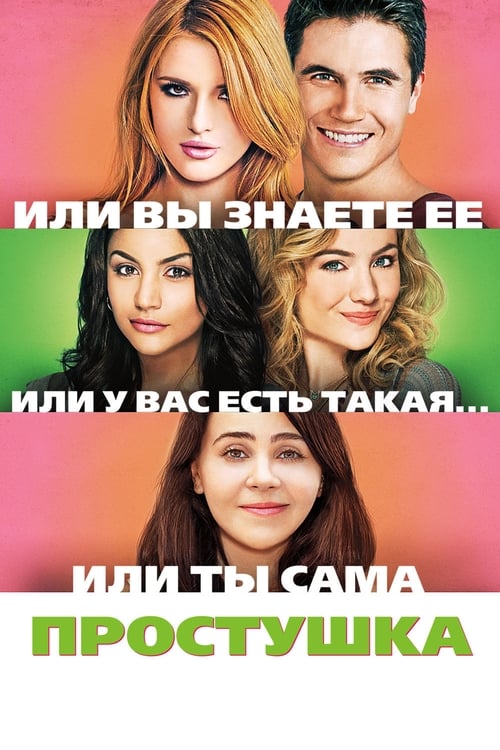 ИЛИ ВЫ ЗНАЕТЕ ЕЕ
ИЛИ У ВАС ЕСТЬ ТАКАЯ...
ИЛИ ТЫ САМА
ПРОСТУШКА